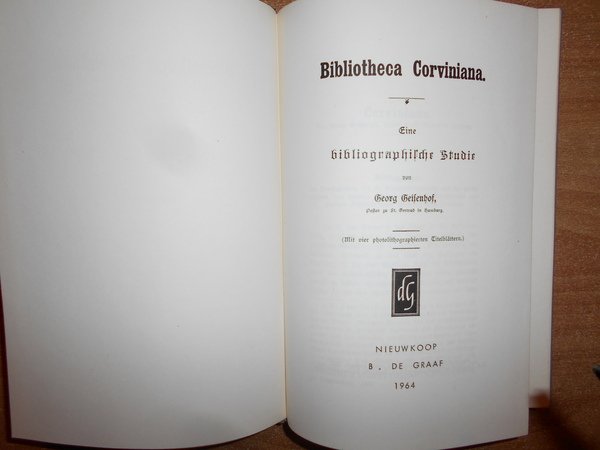 Bibliotheca Corviniana.
Eine
bibliographische Studie
von
Georg Geisenhof,
Pastor zu St. Gertrud in Hamburg.
(Mit vier photolithographierten Titelblättern.)
dG
NIEUWKOOP
B. DE GRAAF
1964